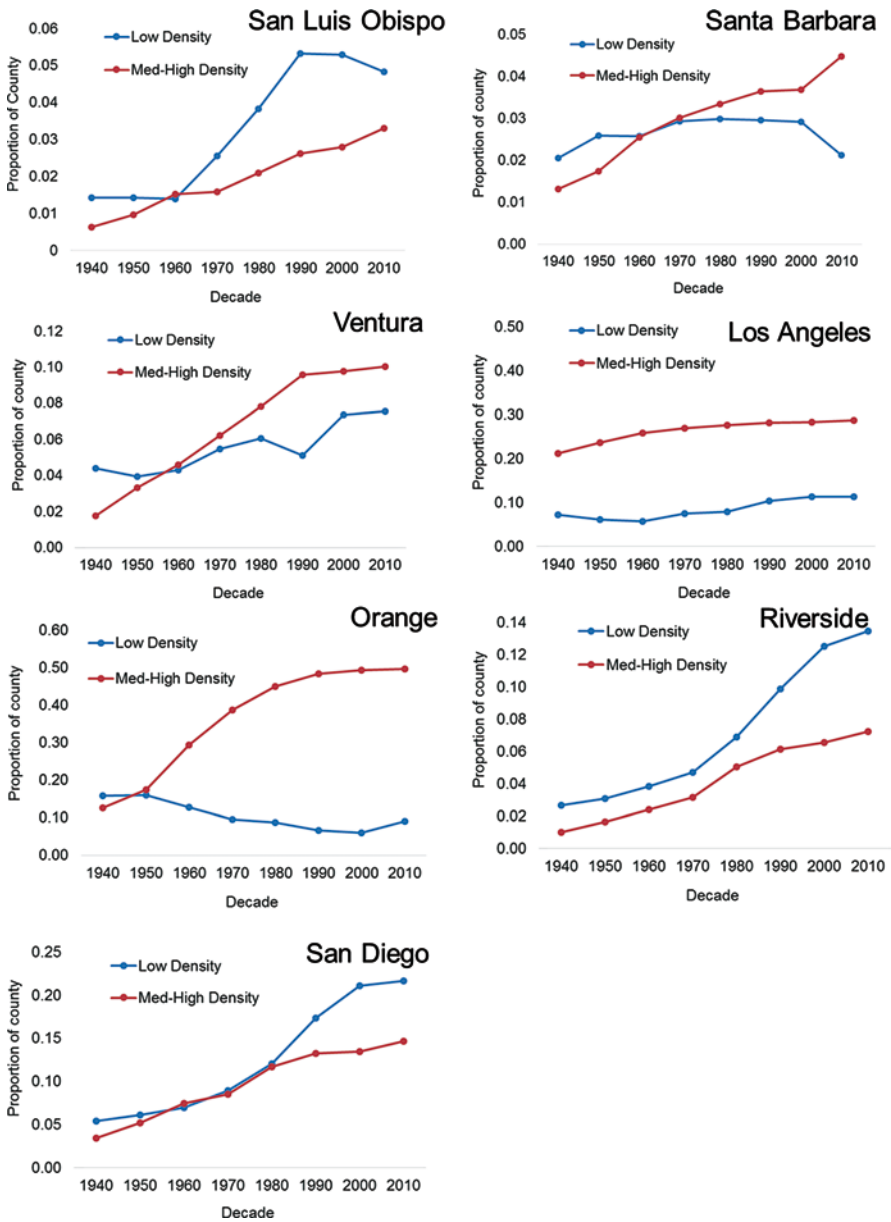 San Luis Obispo
Low Density
Med-High Density
Proportion of County
0.06
0.05
0.04
0.03
0.02
0.01
0
1940 1950 1960 1970 1980 1990 2000 2010
Decade
Santa Barbara
Low Density
Med-High Density
Proportion of county
0.05
0.04
0.03
0.02
0.01
0.00
1940 1950 1960 1970 1980 1990 2000 2010
Decade
Ventura
Low Density
Med-High Density
Proportion of county
0.12
0.10
0.08
0.06
0.04
0.02
0.00
1940 1950 1960 1970 1980 1990 2000 2010
Decade
Los Angeles
Low Density
Med-High Density
Proportion of county
0.50
0.40
0.30
0.20
0.10
0.00
1940 1950 1960 1970 1980 1990 2000 2010
Decade
Orange
Low Density
Med-High Density
Proportion of county
0.60
0.50
0.40
0.30
0.20
0.10
0.00
1940 1950 1960 1970 1980 1990 2000 2010
Decade
Riverside
Low Density
Med-High Density
Proportion of county
0.14
0.12
0.10
0.08
0.06
0.04
0.02
0.00
1940 1950 1960 1970 1980 1990 2000 2010
Decade
San Diego
Low Density
Med-High Density
Proportion of county
0.25
0.20
0.15
0.10
0.05
0.00
1940 1950 1960 1970 1980 1990 2000 2010
Decade